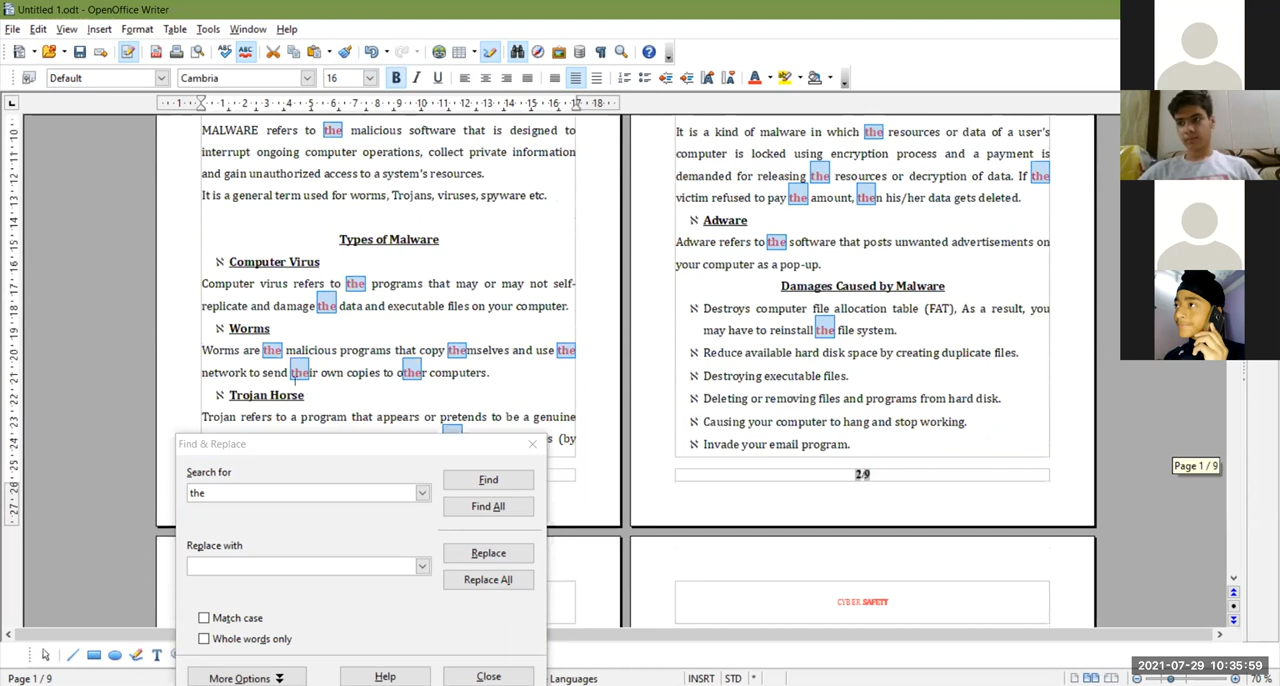 Untitled 1.odt - OpenOffice Writer
File Edit View Insert Format Table Tools Window Help
Default Cambria 16
MALWARE refers to the malicious software that is designed to
interrupt ongoing computer operations, collect private information
and gain unauthorized access to a system's resources.
It is a general term used for worms, Trojans, viruses, spyware etc.
Types of Malware
Computer Virus
Computer virus refers to the programs that may or may not self-
replicate and damage the data and executable files on your computer.
Worms
Worms are the malicious programs that copy themselves and use the
network to send their own copies to other computers.
Trojan Horse
Trojan refers to a program that appears or pretends to be a genuine
(by
It is a kind of malware in which the resources or data of a user's
computer is locked using encryption process and a payment is
demanded for releasing the resources or decryption of data. If the
victim refused to pay the amount, then his/her data gets deleted.
Adware
Adware refers to the software that posts unwanted advertisements on
your computer as a pop-up.
Damages Caused by Malware
Destroys computer file allocation table (FAT), As a result, you
may have to reinstall the file system.
Reduce available hard disk space by creating duplicate files.
Destroying executable files.
Deleting or removing files and programs from hard disk.
Causing your computer to hang and stop working.
Invade your email program.
2/9
Page 1 / 9
CYBER SAFETY
Find & Replace
Search for
the
Find
Find All
Replace with
Replace
Replace All
Match case
Whole words only
More Options
Help
Close
Page 1 / 9
Languages
INSRT STD *
70 %
2021-07-29 10:35:59